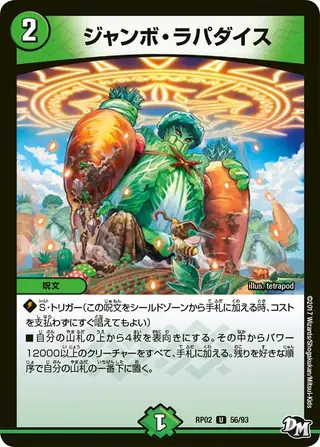 2
ジャンボ・ラパダイス
illus. tetrapod
呪文
S・トリガー(この呪文をシールドゾーンから手札に加える時、コスト
を支払わずにすぐ唱えてもよい)
■自分の山札の上から4枚を表向きにする。その中からパワー
12000以上のクリーチャーをすべて、手札に加える。残りを好きな順
序で自分の山札の一番下に置く。
©2017 Wizards/Shogakukan/Mitsui-Kids
1
RP02 U 56/93
DM